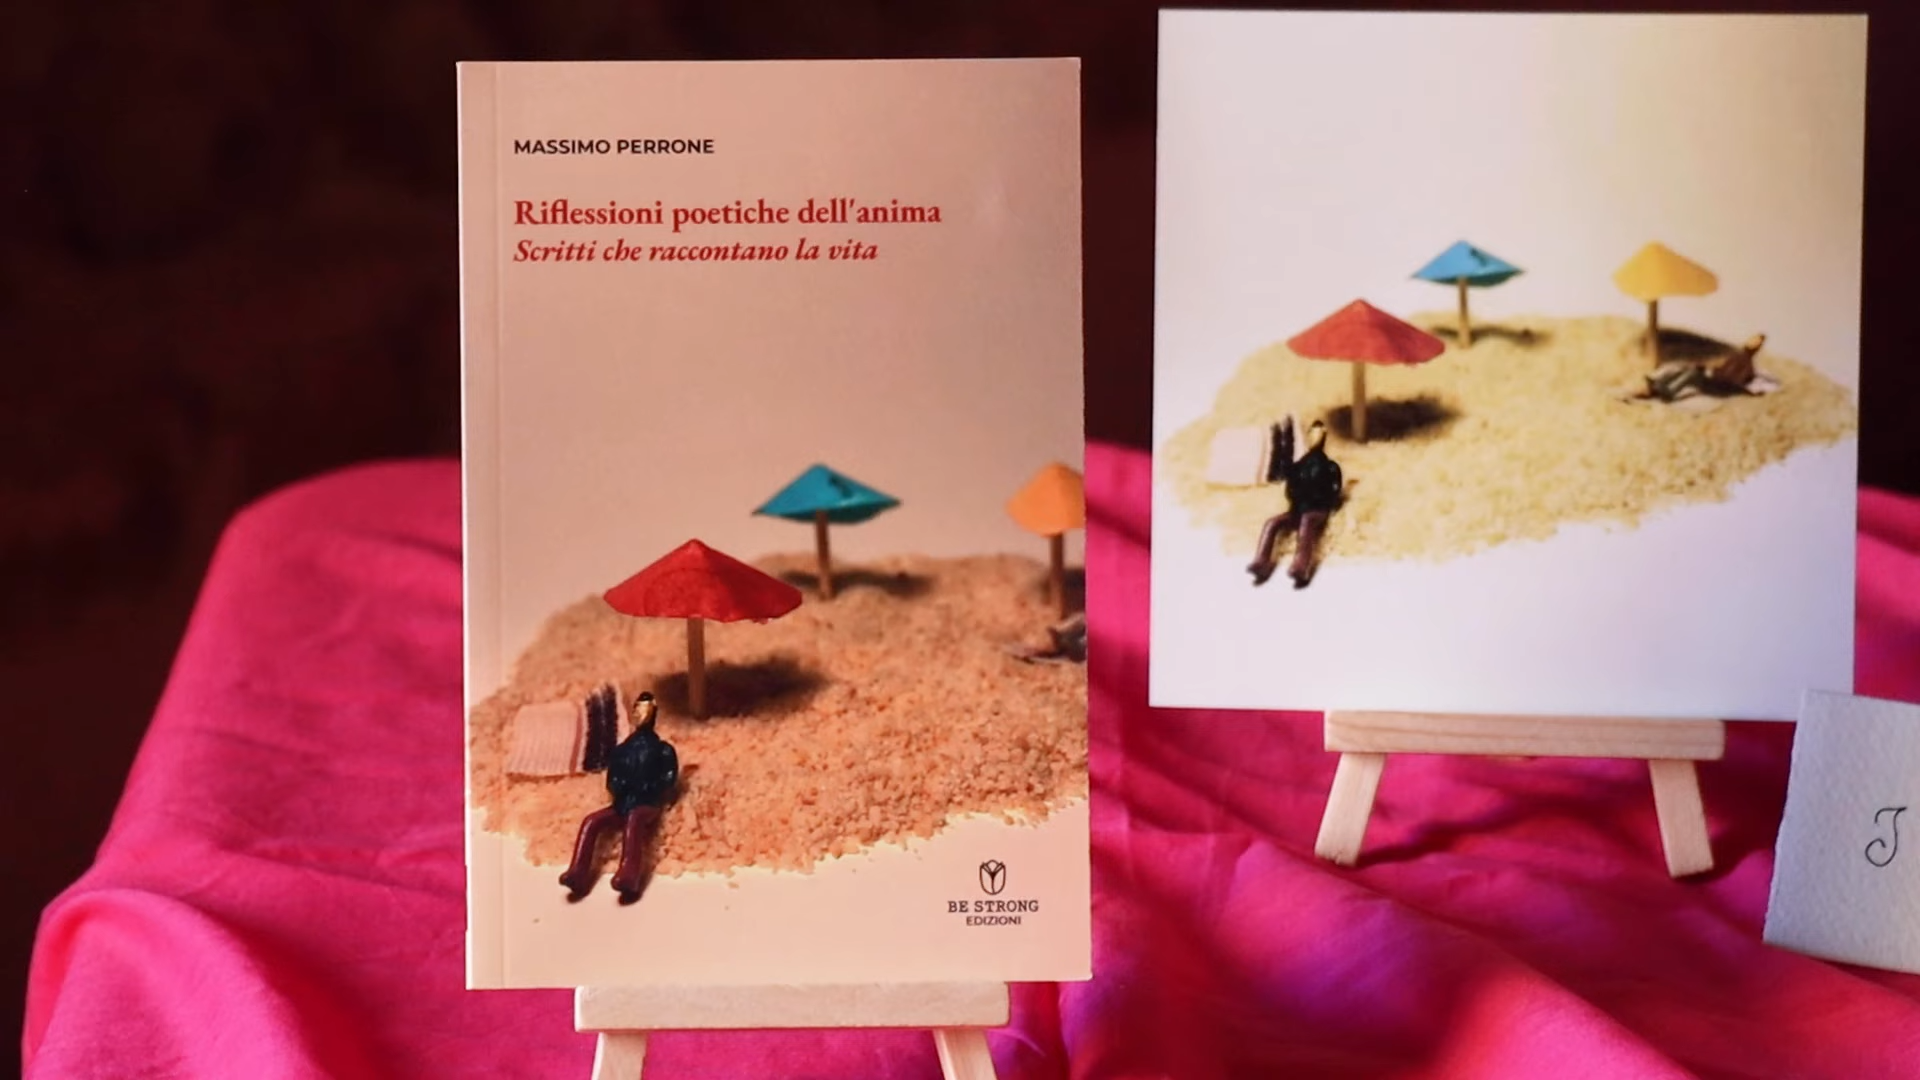 MASSIMO PERRONE
Riflessioni poetiche dell'anima
Scritti che raccontano la vita
BE STRONG
EDIZIONI
J